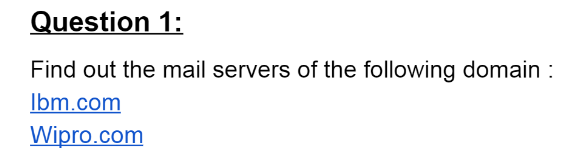 Question 1:
Find out the mail servers of the following domain :
Ibm.com
Wipro.com